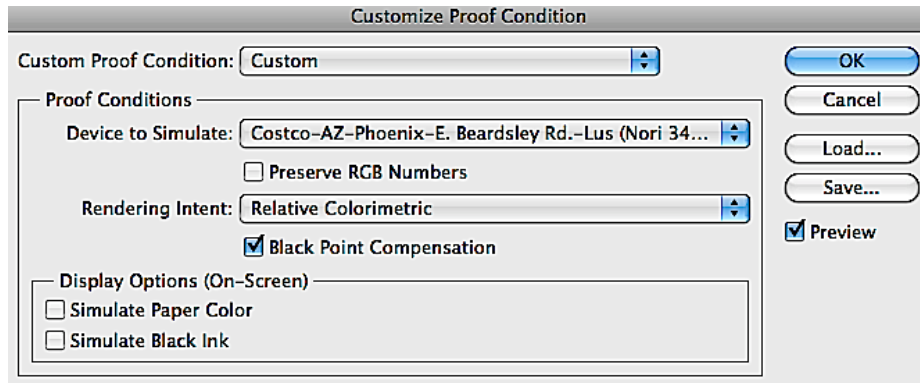 Customize Proof Condition
Custom Proof Condition: Custom
OK
Proof Conditions
Cancel
Device to Simulate: Costco-AZ-Phoenix-E. Beardsley Rd.-Lus (Nori 34...
Load...
Preserve RGB Numbers
Save...
Rendering Intent: Relative Colorimetric
Preview
Black Point Compensation
Display Options (On-Screen)
Simulate Paper Color
Simulate Black Ink